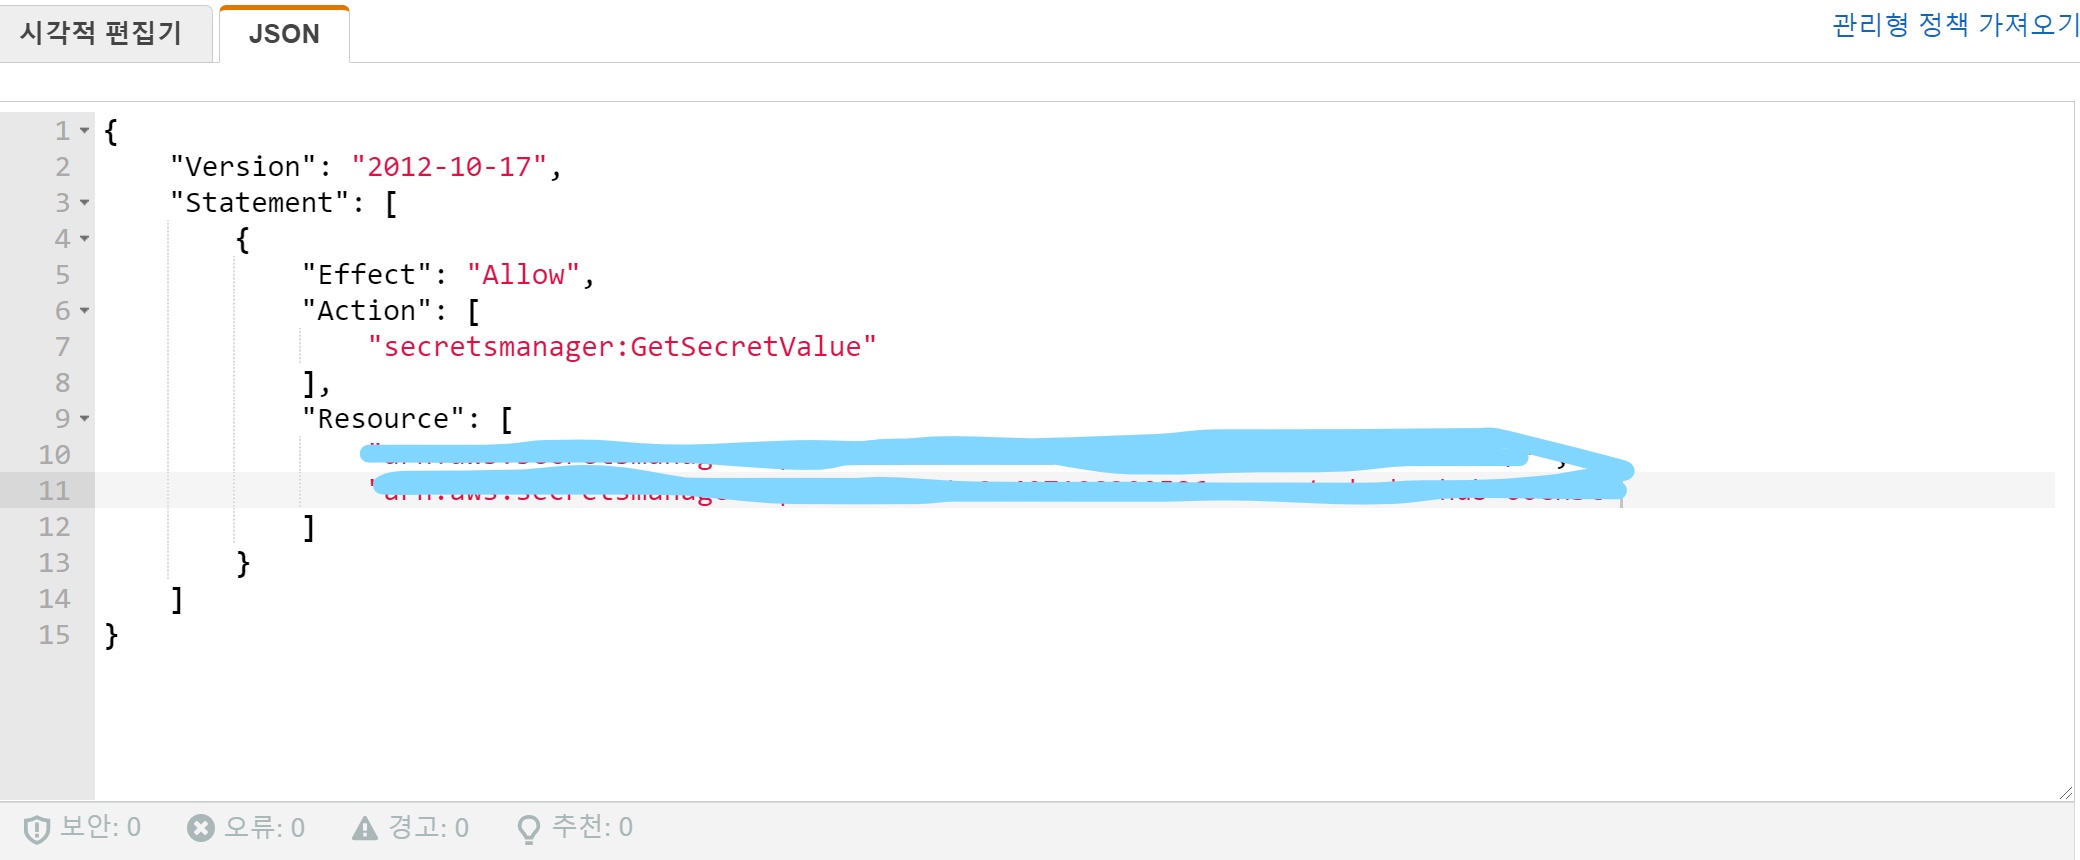 시각적 편집기
JSON
관리형 정책 가져오기
1 {
2 "Version": "2012-10-17",
3 "Statement": [
4 {
5 "Effect": "Allow",
6 "Action": [
7 "secretsmanager:GetSecretValue"
8 ],
9 "Resource": [
10
11
12 ]
13 }
14 ]
15 }
보안: 0 오류: 0 경고: 0 추천: 0